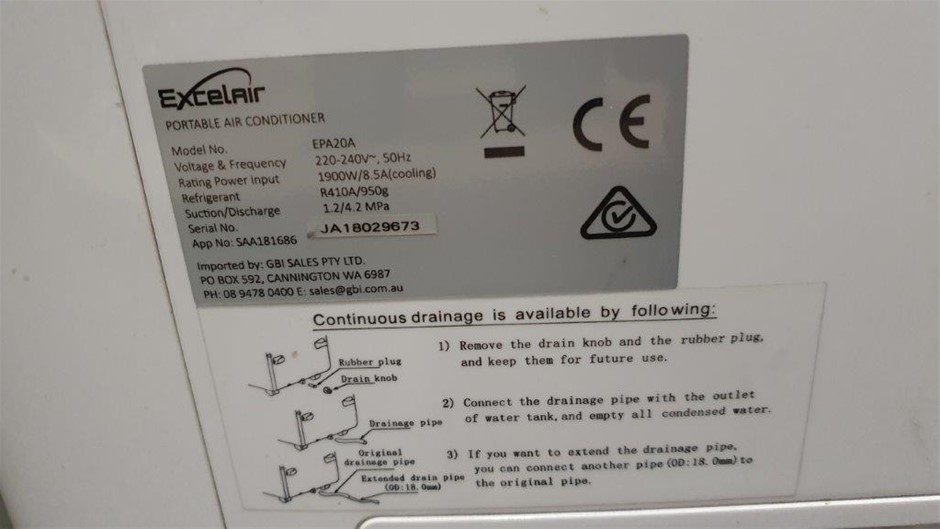 ExcelAir
PORTABLE AIR CONDITIONER
Model No. EPA20A
Voltage & Frequency 220-240V~, 50Hz
Rating Power Input 1900W/8.5A(cooling)
Refrigerant R410A/950g
Suction/Discharge 1.2/4.2 MPa
Serial No. JA18029673
App No: SAA181686
Imported by: GBI SALES PTY LTD.
PO BOX 592, CANNINGTON WA 6987
PH: 08 9478 0400 E: sales@gbi.com.au
CE
Continuous drainage is available by following:
Rubber plug
Drain knob
1) Remove the drain knob and the rubber plug,
and keep them for future use.
Drainage pipe
2) Connect the drainage pipe with the outlet
of water tank, and empty all condensed water.
Original
drainage pipe
Extended drain pipe
(OD:18.0mm)
3) If you want to extend the drainage pipe,
you can connect another pipe (OD:18.0mm) to
the original pipe.